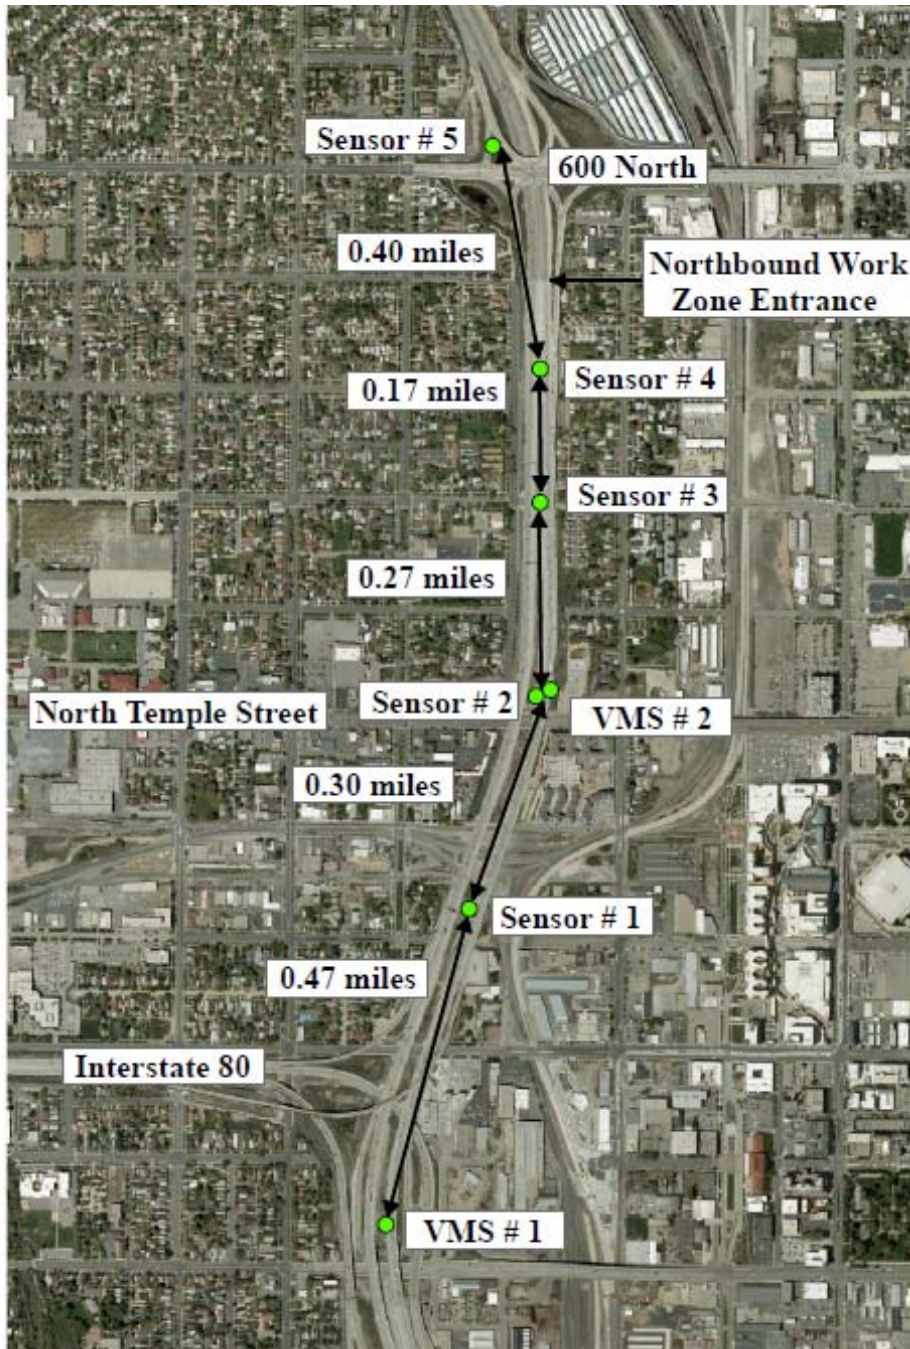 Sensor # 5
600 North
0.40 miles
Northbound Work
Zone Entrance
Sensor # 4
0.17 miles
Sensor # 3
0.27 miles
Sensor # 2
North Temple Street
VMS # 2
0.30 miles
Sensor # 1
0.47 miles
Interstate 80
VMS # 1